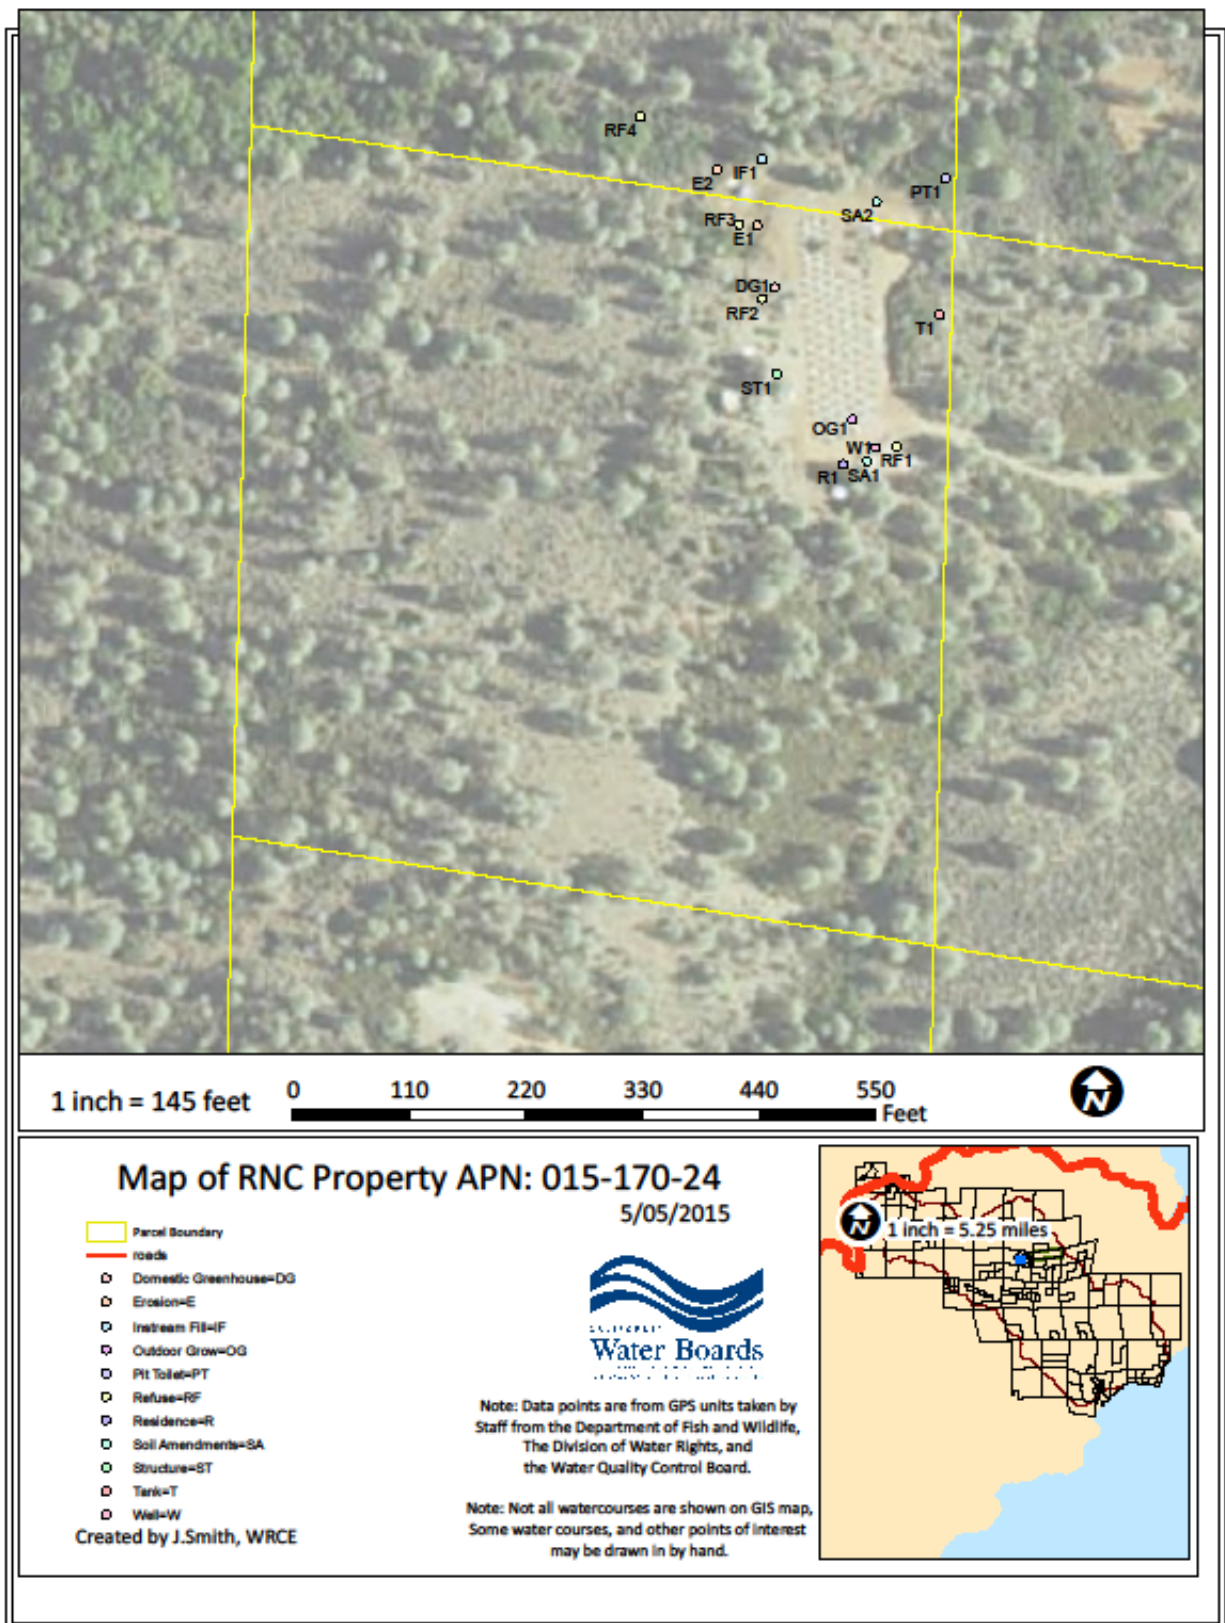 RF4
IF1
E2
PT1
SA2
RF3
E1
DG1
RF2
T1
ST1
OG1
W1
RF1
R1
SA1
1 inch = 145 feet
0 110 220 330 440 550
Feet
N
Map of RNC Property APN: 015-170-24
5/05/2015
Parcel Boundary
roads
Domestic Greenhouse=DG
Erosion=E
Instream Fill=IF
Outdoor Grow=OG
Pit Toilet=PT
Refuse=RF
Residence=R
Soil Amendments=SA
Structure=ST
Tank=T
Well=W
Created by J.Smith, WRCE
Water Boards
Note: Data points are from GPS units taken by
Staff from the Department of Fish and Wildlife,
The Division of Water Rights, and
the Water Quality Control Board.
Note: Not all watercourses are shown on GIS map,
Some water courses, and other points of interest
may be drawn in by hand.
N
1 inch = 5.25 miles